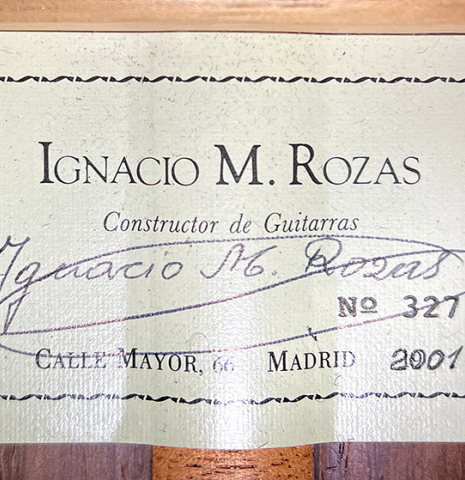 IGNACIO M. ROZAS
Constructor de Guitarras
Ignacio M. Rozas
Nº 327
CALLE MAYOR, 66 MADRID 2001